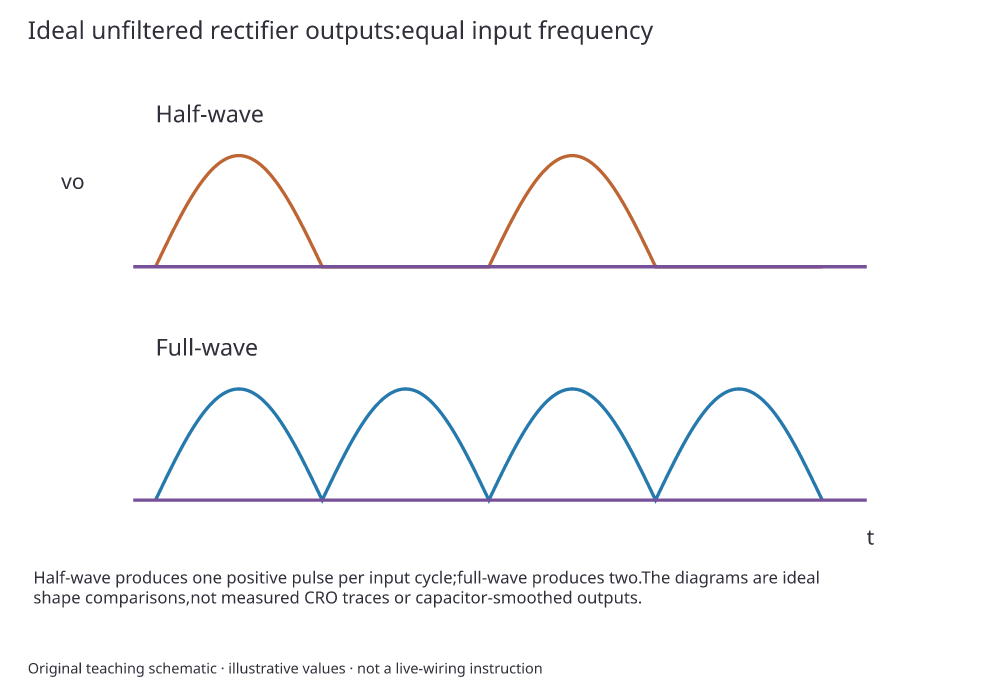 Ideal unfiltered rectifier outputs:equal input frequency
Half-wave
vo
Full-wave
t
Half-wave produces one positive pulse per input cycle;full-wave produces two.The diagrams are ideal
shape comparisons,not measured CRO traces or capacitor-smoothed outputs.
Original teaching schematic · illustrative values · not a live-wiring instruction